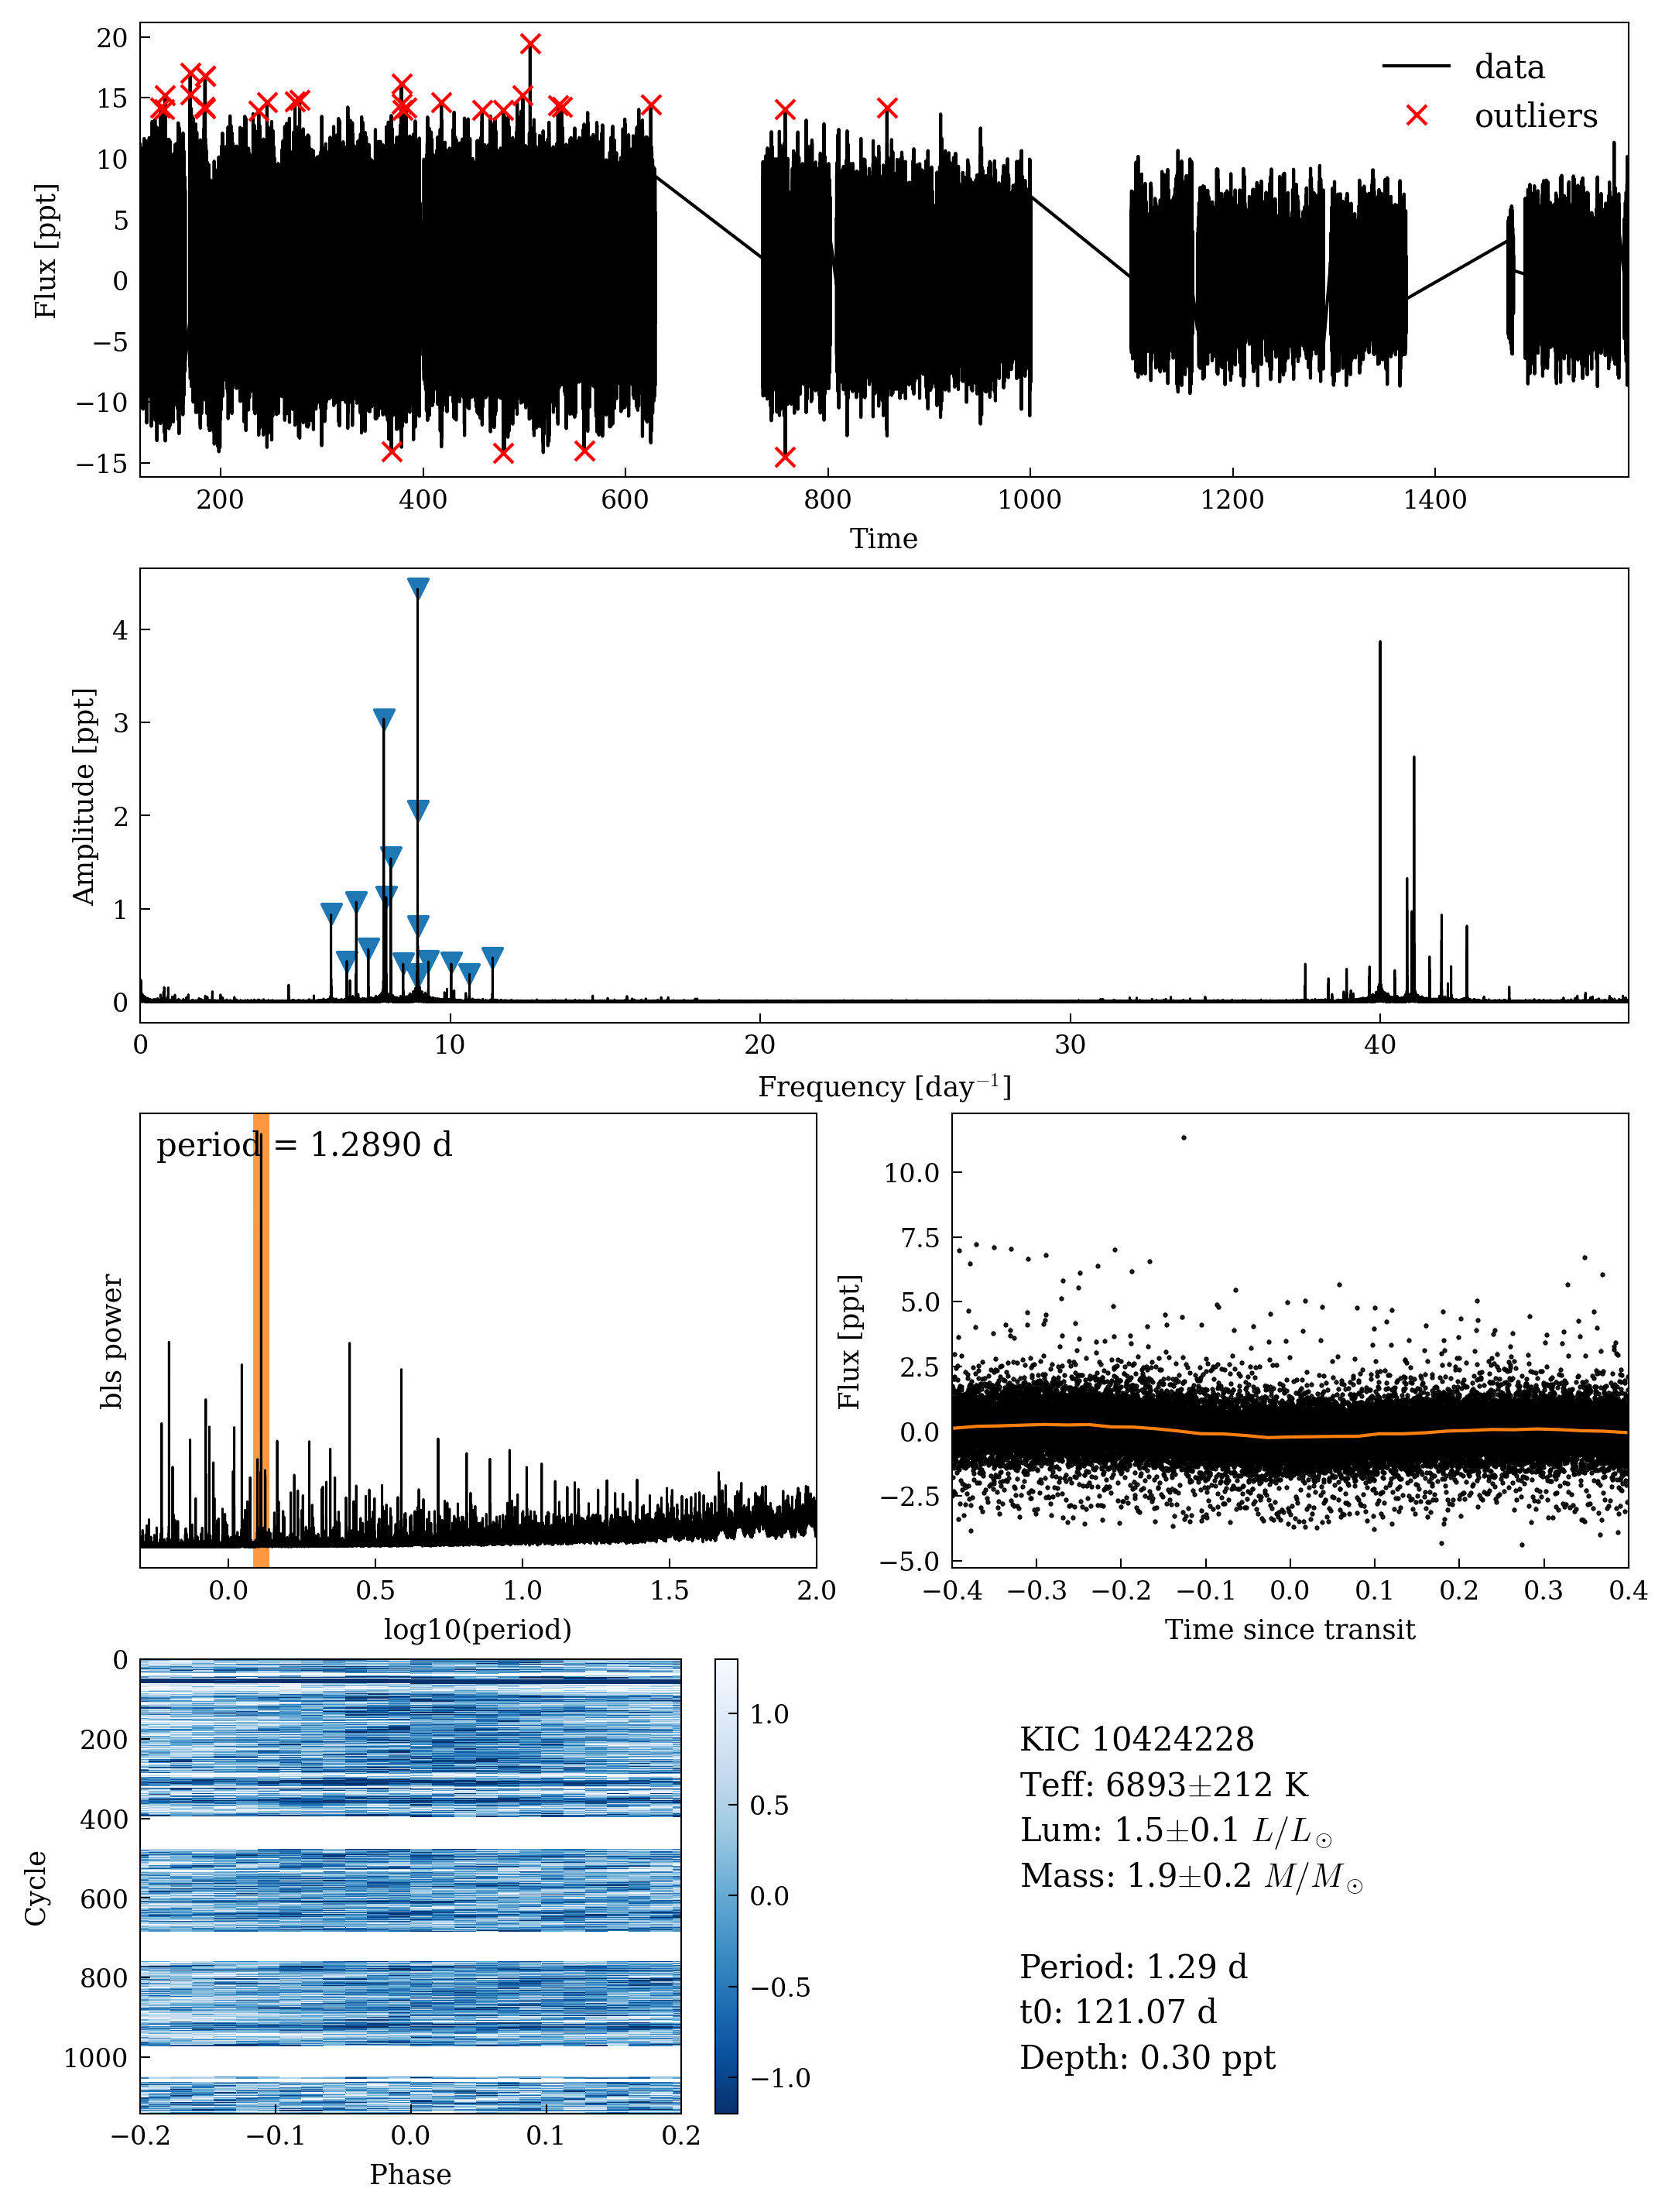 20
15
10
5
0
−5
−10
−15
Flux [ppt]
data
outliers
200 400 600 800 1000 1200 1400
Time
4
3
2
1
0
Amplitude [ppt]
0 10 20 30 40
Frequency [day⁻¹]
period = 1.2890 d
bls power
0.0 0.5 1.0 1.5 2.0
log10(period)
10.0
7.5
5.0
2.5
0.0
−2.5
−5.0
Flux [ppt]
−0.4 −0.3 −0.2 −0.1 0.0 0.1 0.2 0.3 0.4
Time since transit
0
200
400
600
800
1000
Cycle
−0.2 −0.1 0.0 0.1 0.2
Phase
1.0
0.5
0.0
−0.5
−1.0
KIC 10424228
Teff: 6893±212 K
Lum: 1.5±0.1 L/L⊙
Mass: 1.9±0.2 M/M⊙
Period: 1.29 d
t0: 121.07 d
Depth: 0.30 ppt